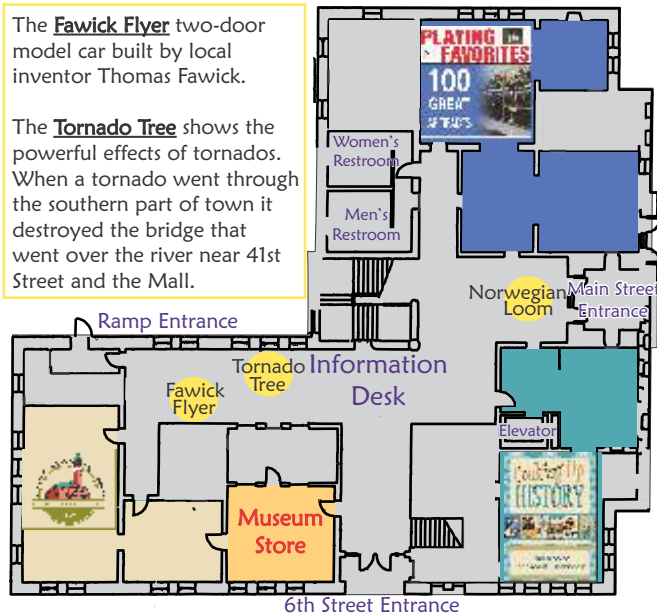 The Fawick Flyer two-door
model car built by local
inventor Thomas Fawick.
The Tornado Tree shows the
powerful effects of tornados.
When a tornado went through
the southern part of town it
destroyed the bridge that
went over the river near 41st
Street and the Mall.
PLAYING
FAVORITES
100
GREAT
ARTIFACTS
Women's
Restroom
Men's
Restroom
Norwegian
Loom
Main Street
Entrance
Ramp Entrance
Tornado
Tree
Information
Desk
Fawick
Flyer
Elevator
HISTORY
Museum
Store
6th Street Entrance